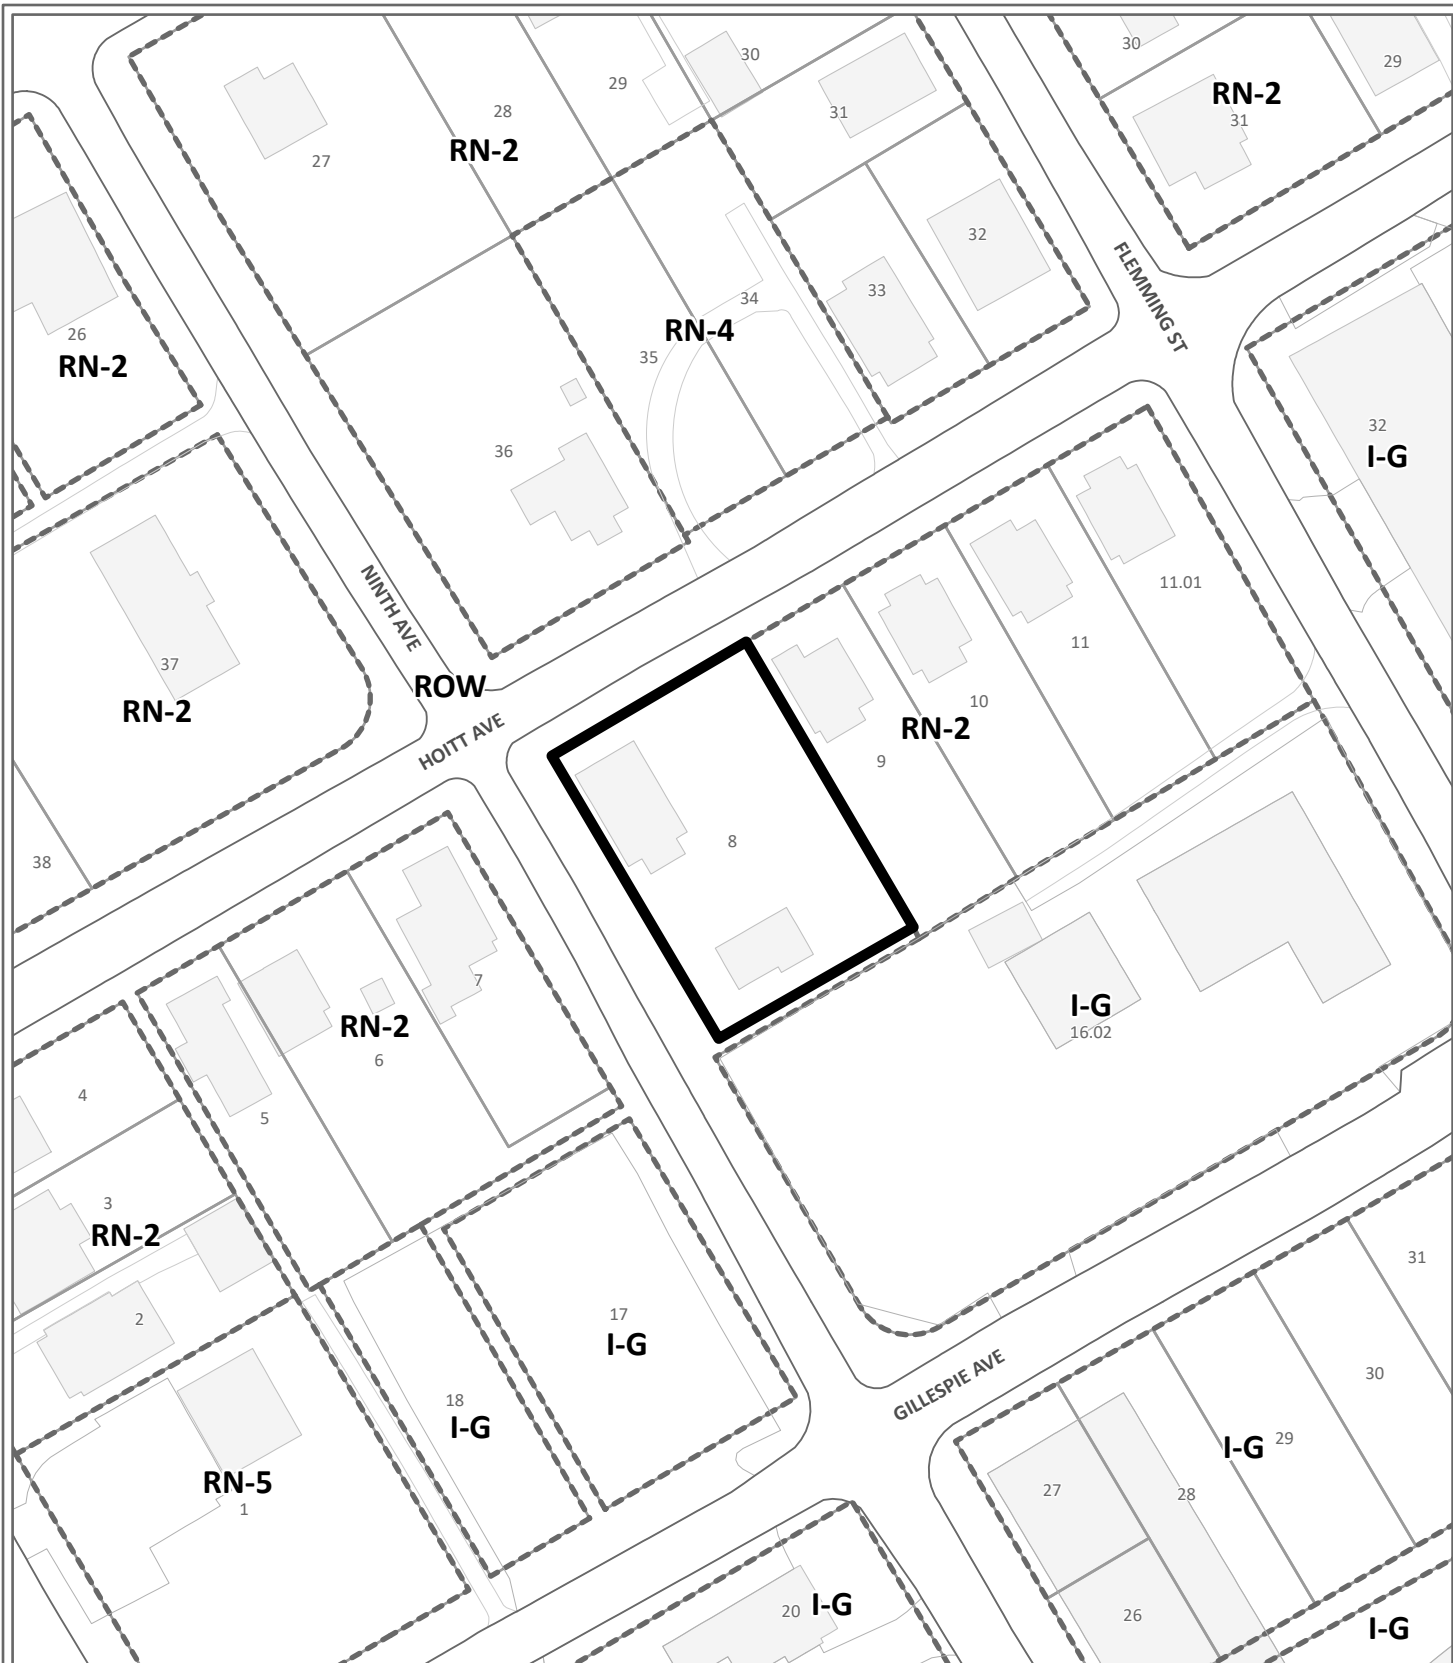 30
30
29
29
RN-2
31
28
31
RN-2
27
32
FLEMMING ST
33
34
26
RN-4
35
RN-2
32
I-G
36
NINTH AVE
11.01
11
37
ROW
10
RN-2
RN-2
HOITT AVE
9
8
38
7
I-G
RN-2
16.02
6
4
5
3
RN-2
31
17
2
I-G
30
GILLESPIE AVE
18
I-G
29
I-G
RN-5
27
28
1
I-G
20
26
I-G